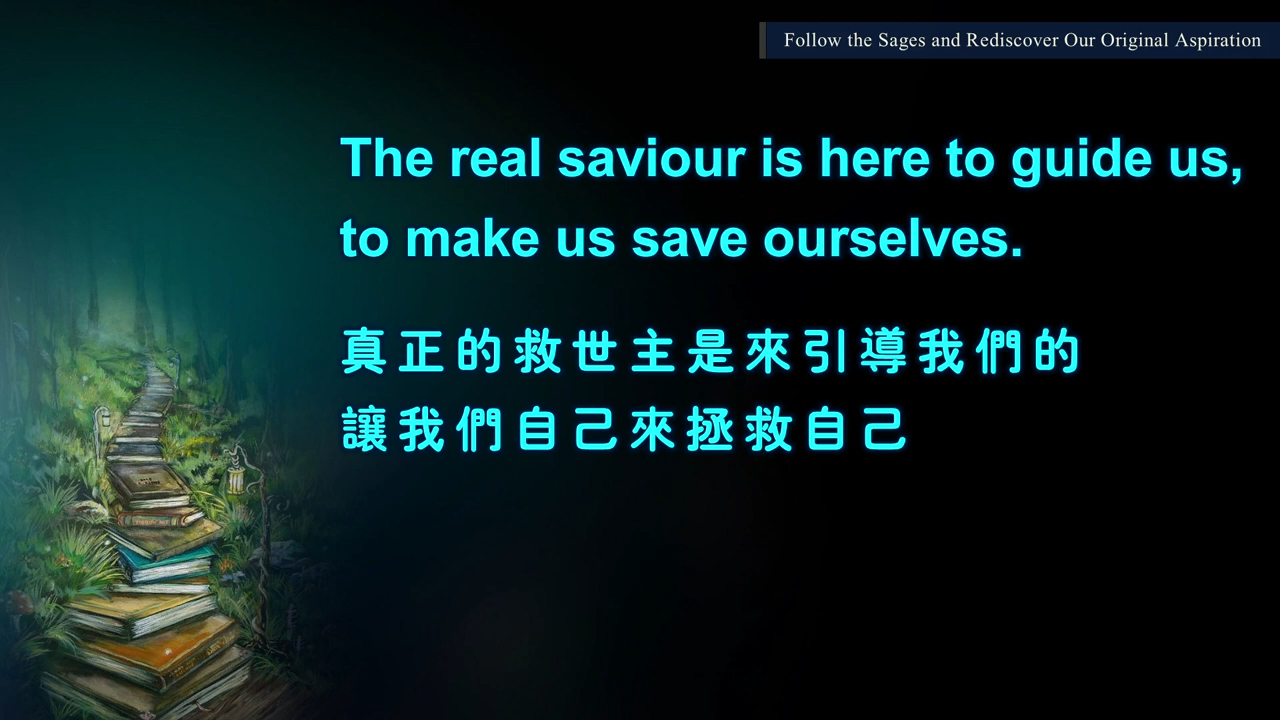 Follow the Sages and Rediscover Our Original Aspiration
The real saviour is here to guide us,
to make us save ourselves.
真正的救世主是來引導我們的
讓我們自己來拯救自己